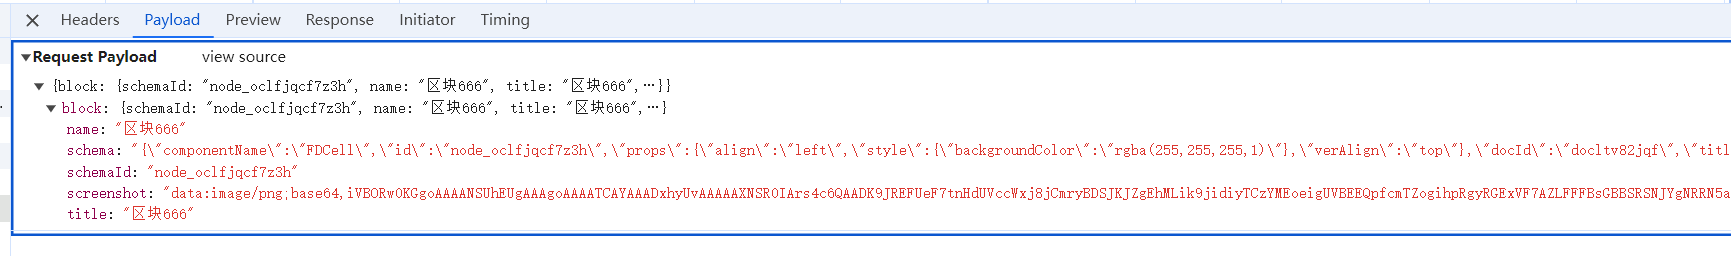 Headers Payload Preview Response Initiator Timing
Request Payload view source
{block: {schemaId: "node_oclfjqcf7z3h", name: "区块666", title: "区块666",…}}
block: {schemaId: "node_oclfjqcf7z3h", name: "区块666", title: "区块666",…}
name: "区块666"
schema: "{\"componentName\":\"FDCell\",\"id\":\"node_oclfjqcf7z3h\",\"props\":{\"align\":\"left\",\"style\":{\"backgroundColor\":\"rgba(255,255,255,1)\"},\"verAlign\":\"top\"},\"docId\":\"docltv82jqf\",\"titl
schemaId: "node_oclfjqcf7z3h"
screenshot: "data:image/png;base64,iVBORw0KGgoAAAANSUhEUgAAAgoAAAATCAYAAADxhyUvAAAAAXNSR0IArs4c6QAADK9JREFUeF7tnHdUVccWxj8jCmryBDSJKJZgEhMLik9jidiyTCzYMEoeigUVBEEQpfcmTZogihpRgyRGExVF7AZLFFFFBsGBBSRSNJYgNRRN5a
title: "区块666"